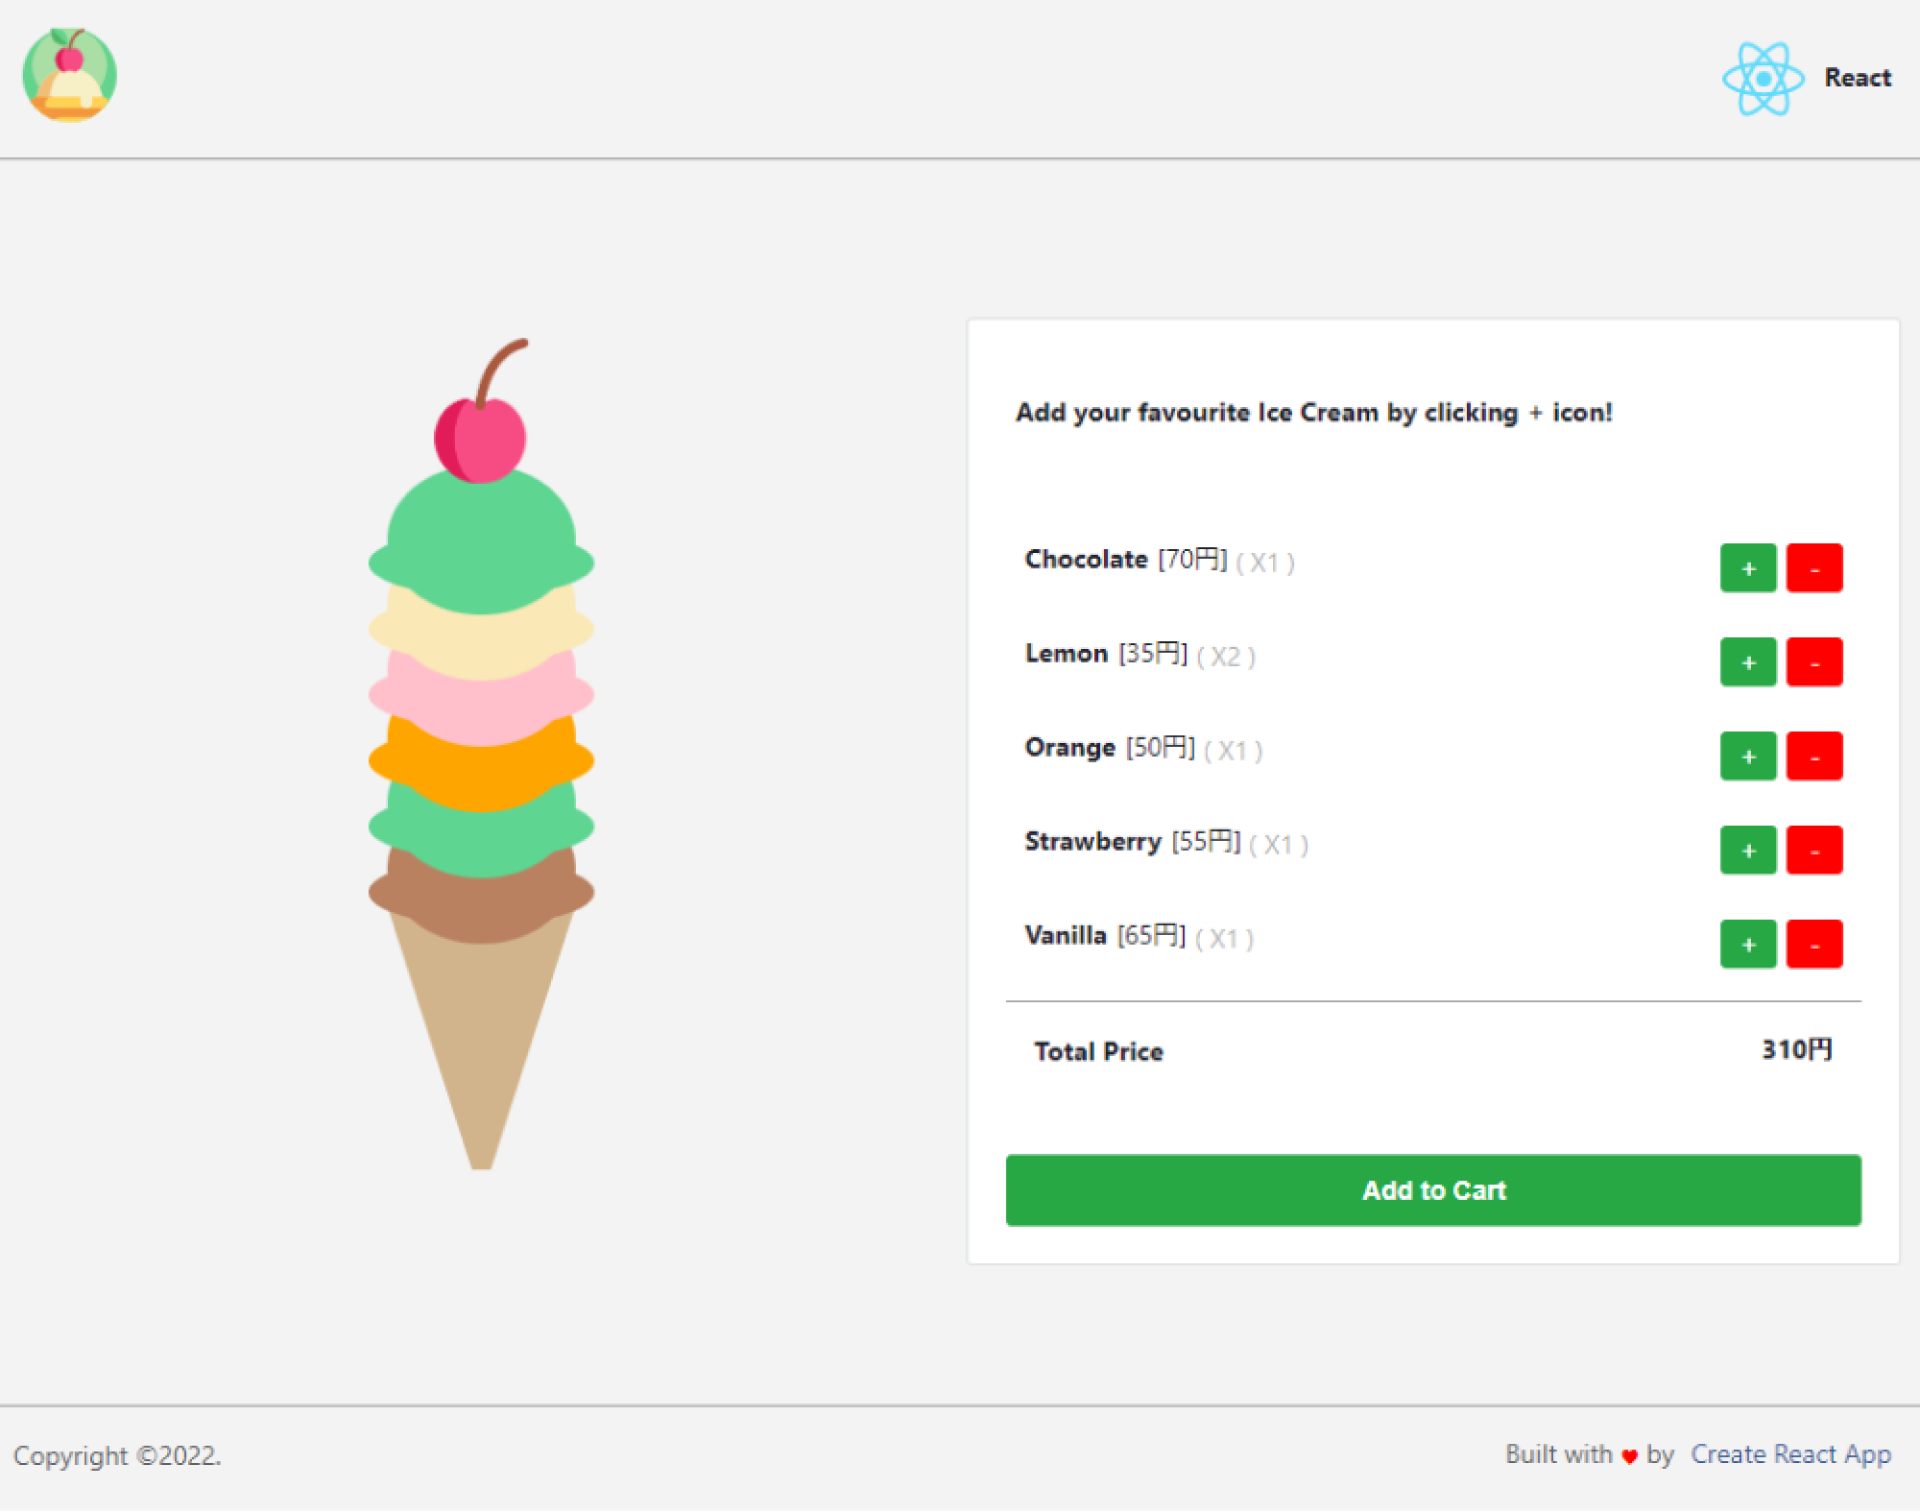 React
Add your favourite Ice Cream by clicking + icon!
Chocolate [70円] ( X1 ) + -
Lemon [35円] ( X2 ) + -
Orange [50円] ( X1 ) + -
Strawberry [55円] ( X1 ) + -
Vanilla [65円] ( X1 ) + -
Total Price 310円
Add to Cart
Copyright ©2022. Built with ♥ by Create React App